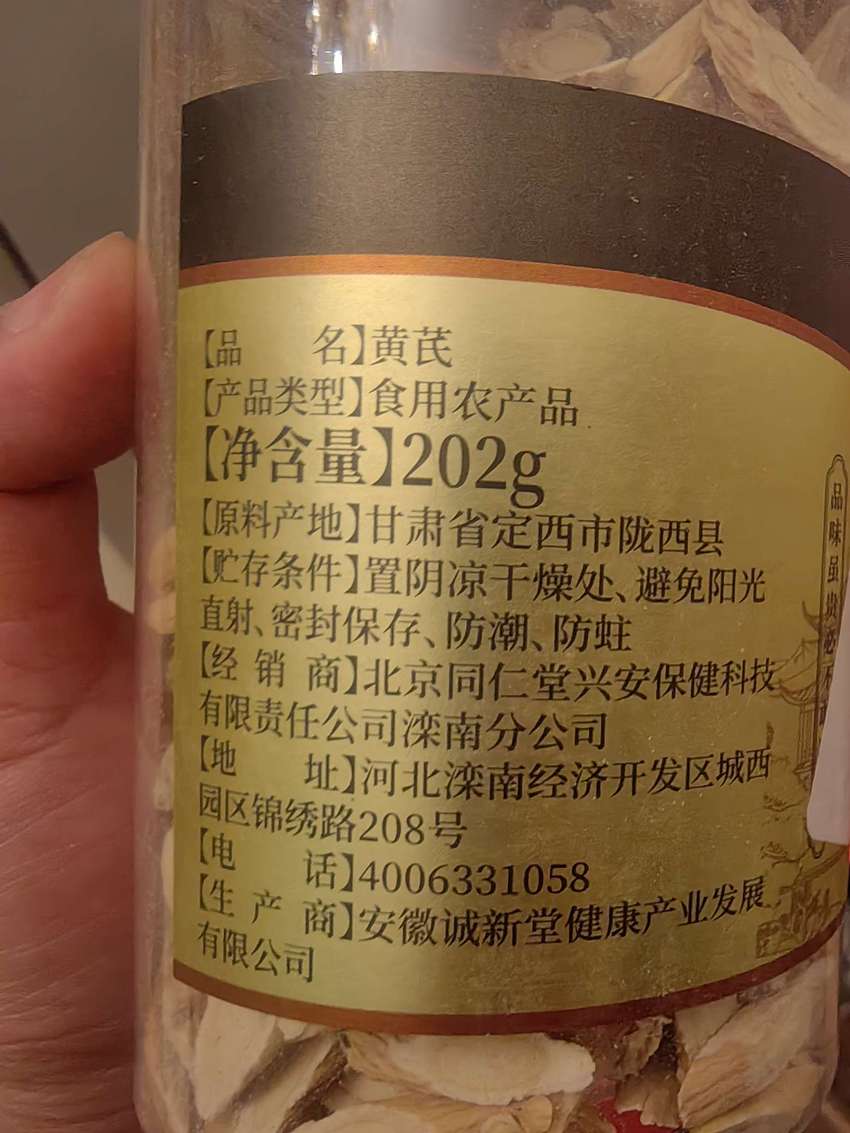 【品名】黄芪
【产品类型】食用农产品
【净含量】202g
【原料产地】甘肃省定西市陇西县
【贮存条件】置阴凉干燥处、避免阳光
直射、密封保存、防潮、防蛀
【经销商】北京同仁堂兴安保健科技
有限责任公司滦南分公司
【地址】河北滦南经济开发区城西
园区锦绣路208号
【电话】4006331058
【生产商】安徽诚新堂健康产业发展
有限公司
品味虽贵必不